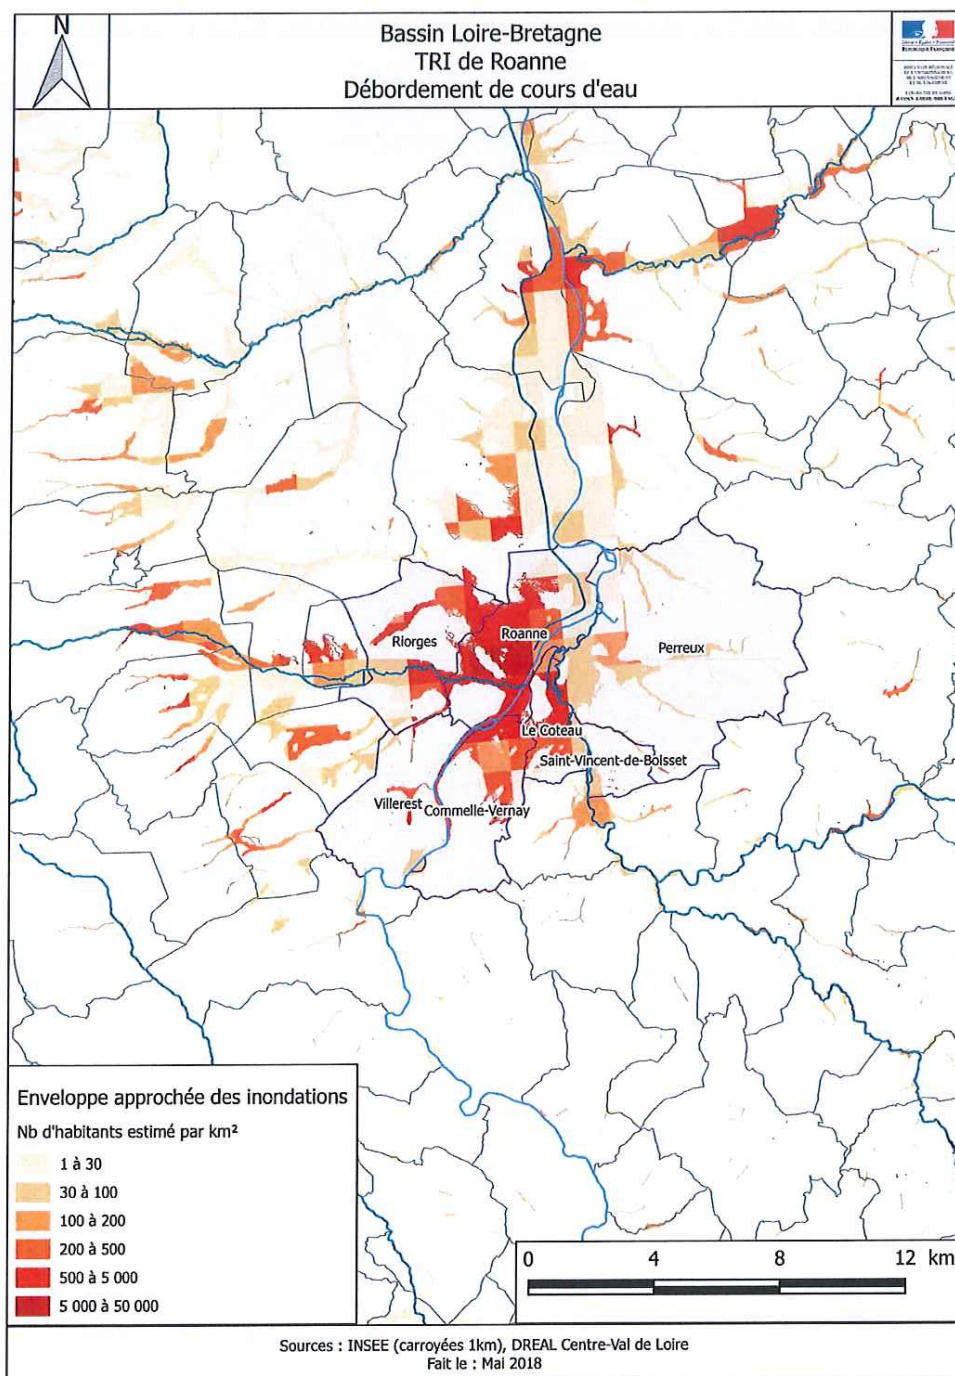 N
Bassin Loire-Bretagne
TRI de Roanne
Débordement de cours d'eau
RÉPUBLIQUE FRANÇAISE
Riorges
Roanne
Perreux
Le Coteau
Saint-Vincent-de-Boisset
Villerest
Commelle-Vernay
Enveloppe approchée des inondations
Nb d'habitants estimé par km²
1 à 30
30 à 100
100 à 200
200 à 500
500 à 5 000
5 000 à 50 000
0 4 8 12 km
Sources : INSEE (carroyées 1km), DREAL Centre-Val de Loire
Fait le : Mai 2018